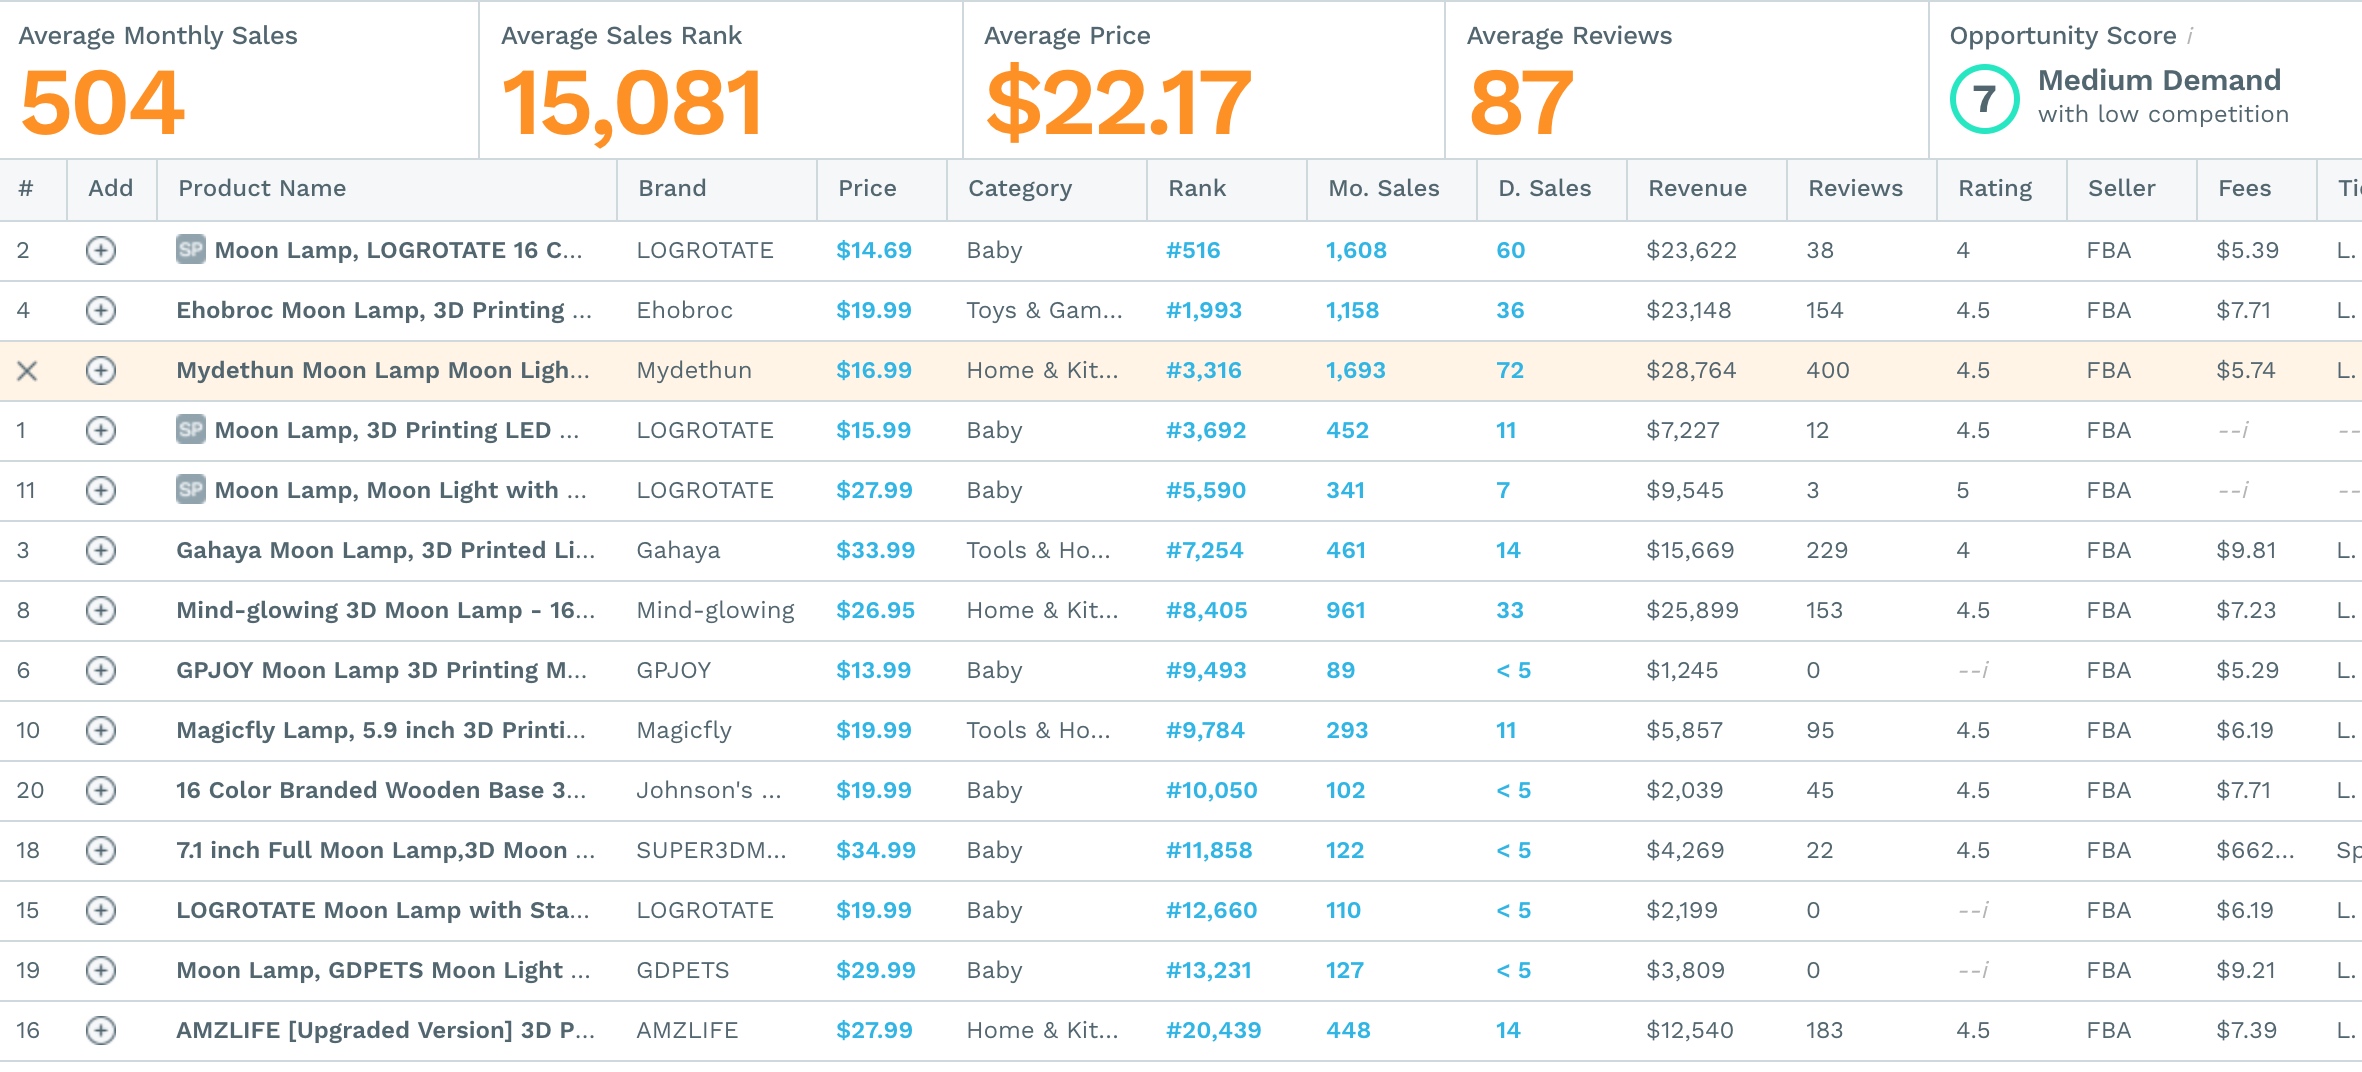 Average Monthly Sales Average Sales Rank Average Price Average Reviews Opportunity Score i
504 15,081 $22.17 87 7 Medium Demand
with low competition
# Add Product Name Brand Price Category Rank Mo. Sales D. Sales Revenue Reviews Rating Seller Fees Ti
2 SP Moon Lamp, LOGROTATE 16 C... LOGROTATE $14.69 Baby #516 1,608 60 $23,622 38 4 FBA $5.39 L.
4 Ehobroc Moon Lamp, 3D Printing ... Ehobroc $19.99 Toys & Gam... #1,993 1,158 36 $23,148 154 4.5 FBA $7.71 L.
Mydethun Moon Lamp Moon Ligh... Mydethun $16.99 Home & Kit... #3,316 1,693 72 $28,764 400 4.5 FBA $5.74 L.
1 SP Moon Lamp, 3D Printing LED ... LOGROTATE $15.99 Baby #3,692 452 11 $7,227 12 4.5 FBA --i --
11 SP Moon Lamp, Moon Light with ... LOGROTATE $27.99 Baby #5,590 341 7 $9,545 3 5 FBA --i --
3 Gahaya Moon Lamp, 3D Printed Li... Gahaya $33.99 Tools & Ho... #7,254 461 14 $15,669 229 4 FBA $9.81 L.
8 Mind-glowing 3D Moon Lamp - 16... Mind-glowing $26.95 Home & Kit... #8,405 961 33 $25,899 153 4.5 FBA $7.23 L.
6 GPJOY Moon Lamp 3D Printing M... GPJOY $13.99 Baby #9,493 89 < 5 $1,245 0 --i FBA $5.29 L.
10 Magicfly Lamp, 5.9 inch 3D Printi... Magicfly $19.99 Tools & Ho... #9,784 293 11 $5,857 95 4.5 FBA $6.19 L.
20 16 Color Branded Wooden Base 3... Johnson's ... $19.99 Baby #10,050 102 < 5 $2,039 45 4.5 FBA $7.71 L.
18 7.1 inch Full Moon Lamp,3D Moon ... SUPER3DM... $34.99 Baby #11,858 122 < 5 $4,269 22 4.5 FBA $662... Sp
15 LOGROTATE Moon Lamp with Sta... LOGROTATE $19.99 Baby #12,660 110 < 5 $2,199 0 --i FBA $6.19 L.
19 Moon Lamp, GDPETS Moon Light ... GDPETS $29.99 Baby #13,231 127 < 5 $3,809 0 --i FBA $9.21 L.
16 AMZLIFE [Upgraded Version] 3D P... AMZLIFE $27.99 Home & Kit... #20,439 448 14 $12,540 183 4.5 FBA $7.39 L.